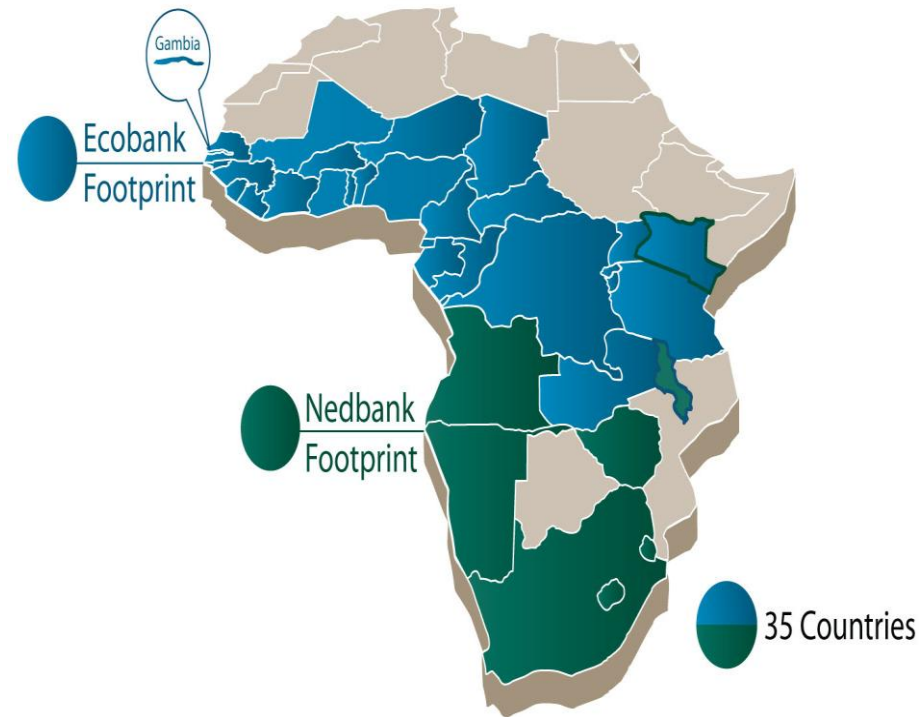 Gambia
Ecobank
Footprint
Nedbank
Footprint
35 Countries